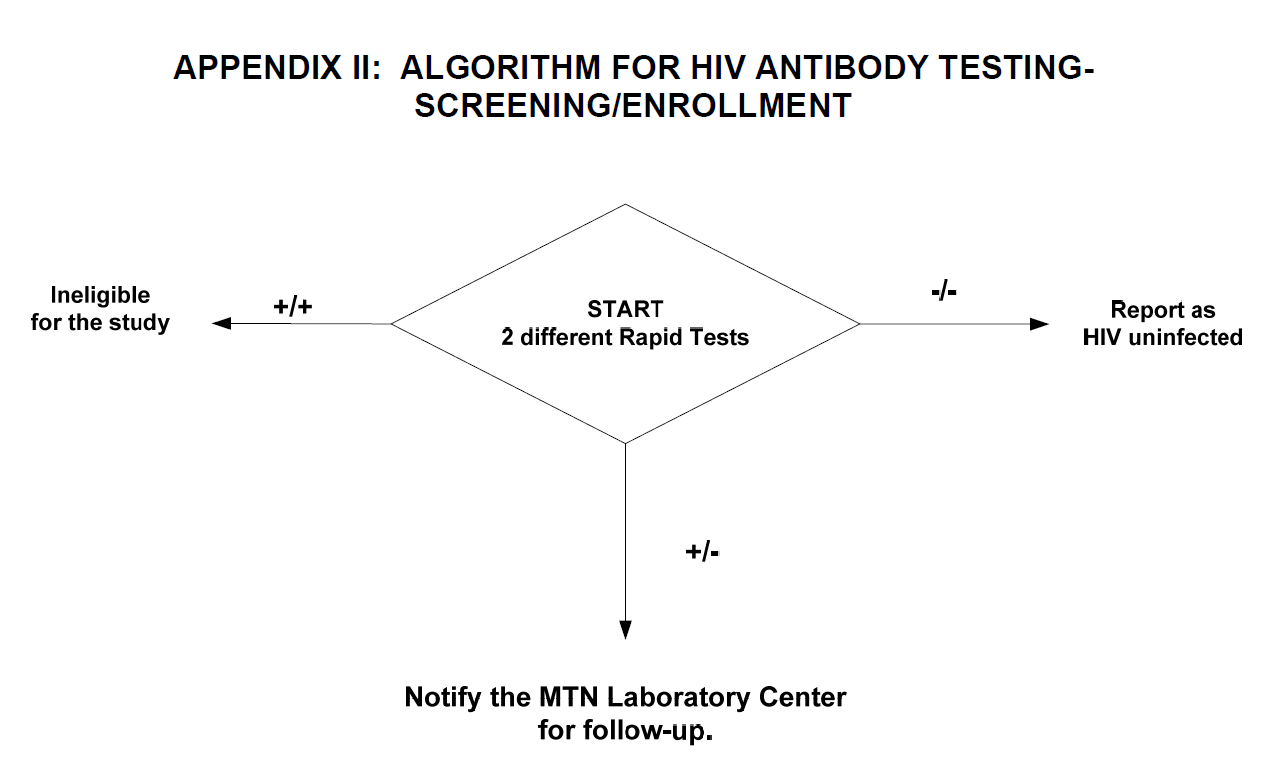 APPENDIX II:  ALGORITHM FOR HIV ANTIBODY TESTING-
SCREENING/ENROLLMENT
Ineligible
for the study
+/+
START
2 different Rapid Tests
-/-
Report as
HIV uninfected
+/-
Notify the MTN Laboratory Center
for follow-up.